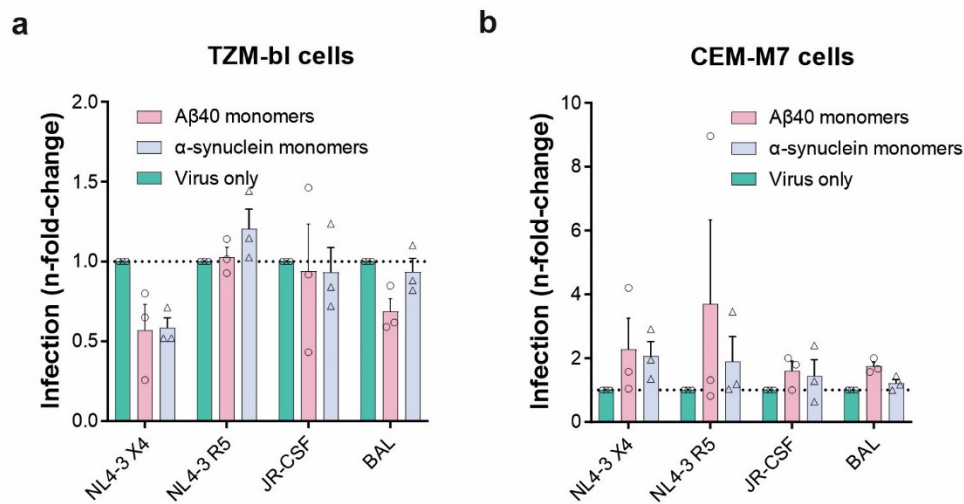 a
TZM-bl cells
Infection (n-fold-change)
2.0
1.5
1.0
0.5
0.0
Aβ40 monomers
α-synuclein monomers
Virus only
NL4-3 X4
NL4-3 R5
JR-CSF
BAL
b
CEM-M7 cells
Infection (n-fold-change)
10
8
6
4
2
0
Aβ40 monomers
α-synuclein monomers
Virus only
NL4-3 X4
NL4-3 R5
JR-CSF
BAL